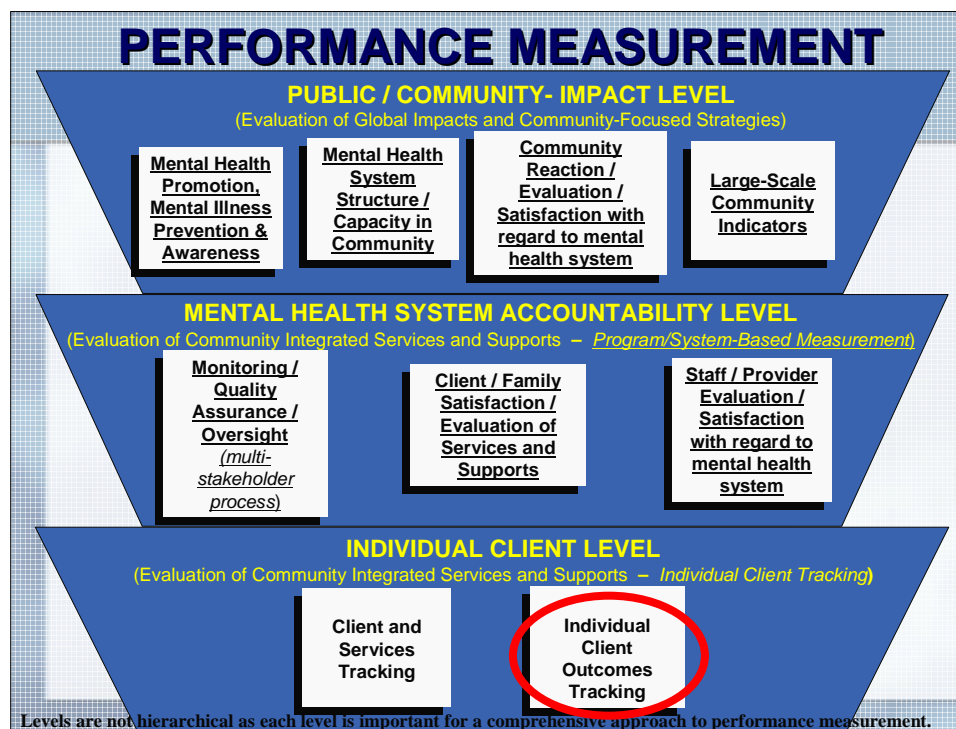 PERFORMANCE MEASUREMENT
PUBLIC / COMMUNITY- IMPACT LEVEL
(Evaluation of Global Impacts and Community-Focused Strategies)
Mental Health
Promotion,
Mental Illness
Prevention &
Awareness
Mental Health
System
Structure /
Capacity in
Community
Community
Reaction /
Evaluation /
Satisfaction with
regard to mental
health system
Large-Scale
Community
Indicators
MENTAL HEALTH SYSTEM ACCOUNTABILITY LEVEL
(Evaluation of Community Integrated Services and Supports – Program/System-Based Measurement)
Monitoring /
Quality
Assurance /
Oversight
(multi-
stakeholder
process)
Client / Family
Satisfaction /
Evaluation of
Services and
Supports
Staff / Provider
Evaluation /
Satisfaction
with regard to
mental health
system
INDIVIDUAL CLIENT LEVEL
(Evaluation of Community Integrated Services and Supports – Individual Client Tracking)
Client and
Services
Tracking
Individual
Client
Outcomes
Tracking
Levels are not hierarchical as each level is important for a comprehensive approach to performance measurement.